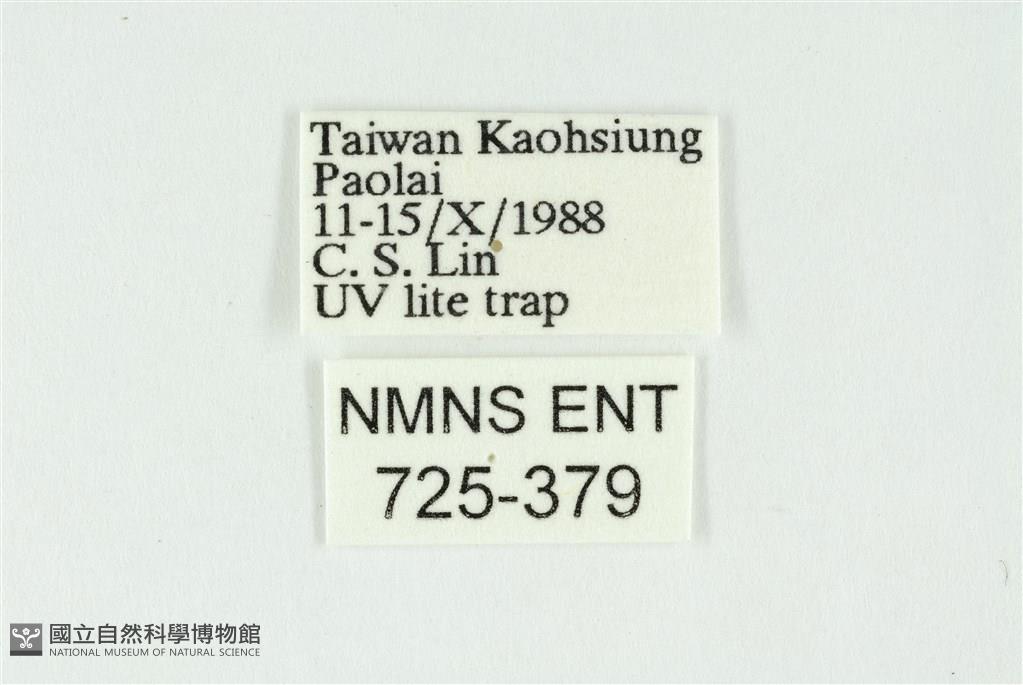 Taiwan Kaohsiung
Paolai
11-15/X/1988
C. S. Lin
UV lite trap
NMNS ENT
725-379
國立自然科學博物館
NATIONAL MUSEUM OF NATURAL SCIENCE